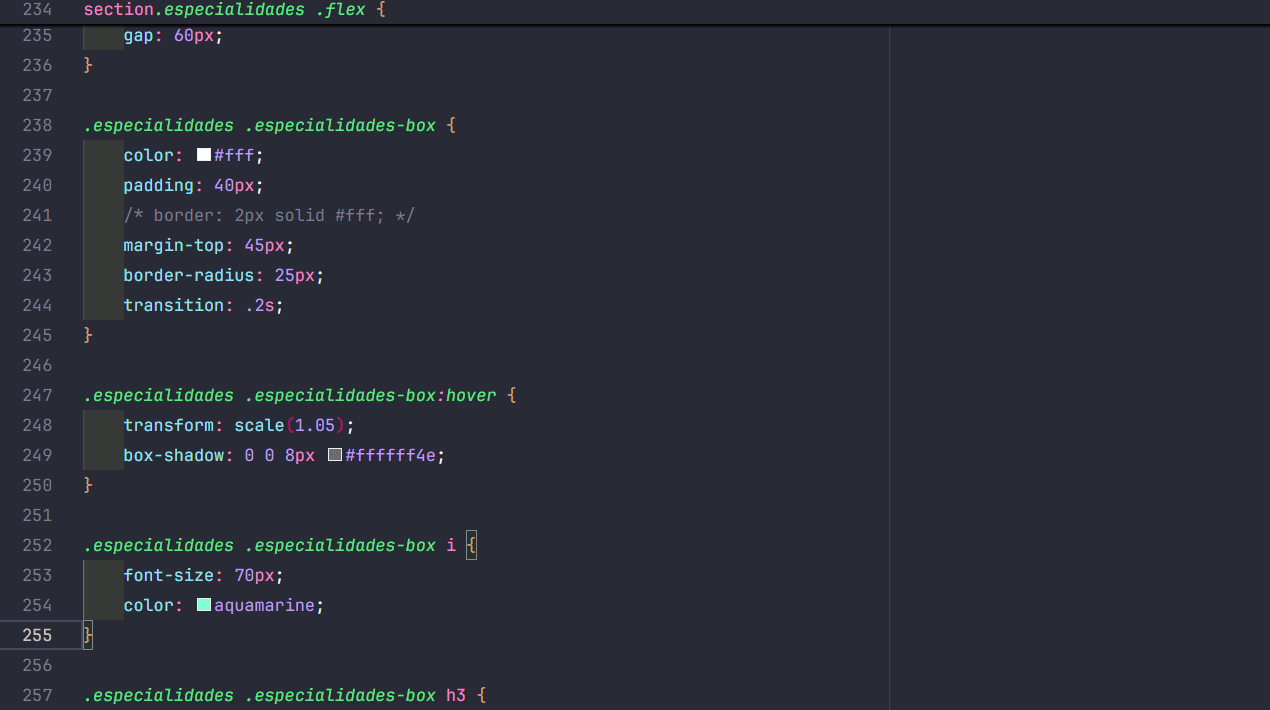 234 section.especialidades .flex {
235     gap: 60px;
236 }
237
238 .especialidades .especialidades-box {
239     color: #fff;
240     padding: 40px;
241     /* border: 2px solid #fff; */
242     margin-top: 45px;
243     border-radius: 25px;
244     transition: .2s;
245 }
246
247 .especialidades .especialidades-box:hover {
248     transform: scale(1.05);
249     box-shadow: 0 0 8px #ffffff4e;
250 }
251
252 .especialidades .especialidades-box i {
253     font-size: 70px;
254     color: aquamarine;
255 }
256
257 .especialidades .especialidades-box h3 {